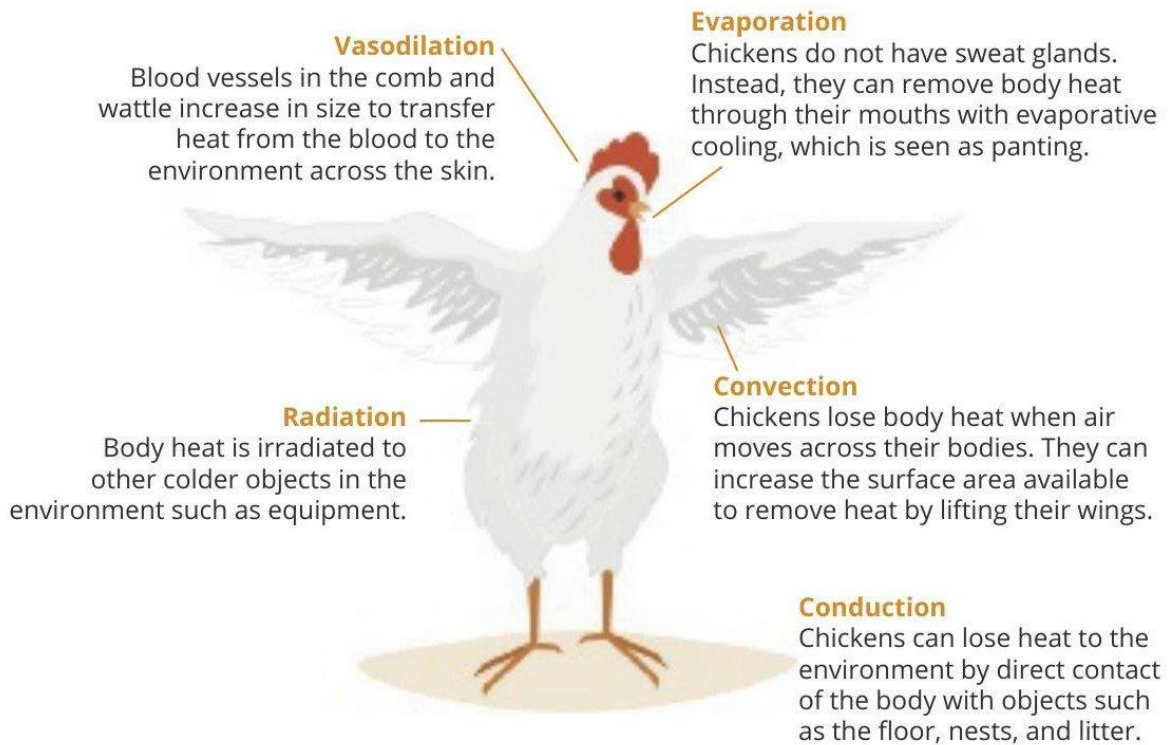 Vasodilation
Blood vessels in the comb and
wattle increase in size to transfer
heat from the blood to the
environment across the skin.
Evaporation
Chickens do not have sweat glands.
Instead, they can remove body heat
through their mouths with evaporative
cooling, which is seen as panting.
Radiation
Body heat is irradiated to
other colder objects in the
environment such as equipment.
Convection
Chickens lose body heat when air
moves across their bodies. They can
increase the surface area available
to remove heat by lifting their wings.
Conduction
Chickens can lose heat to the
environment by direct contact
of the body with objects such
as the floor, nests, and litter.